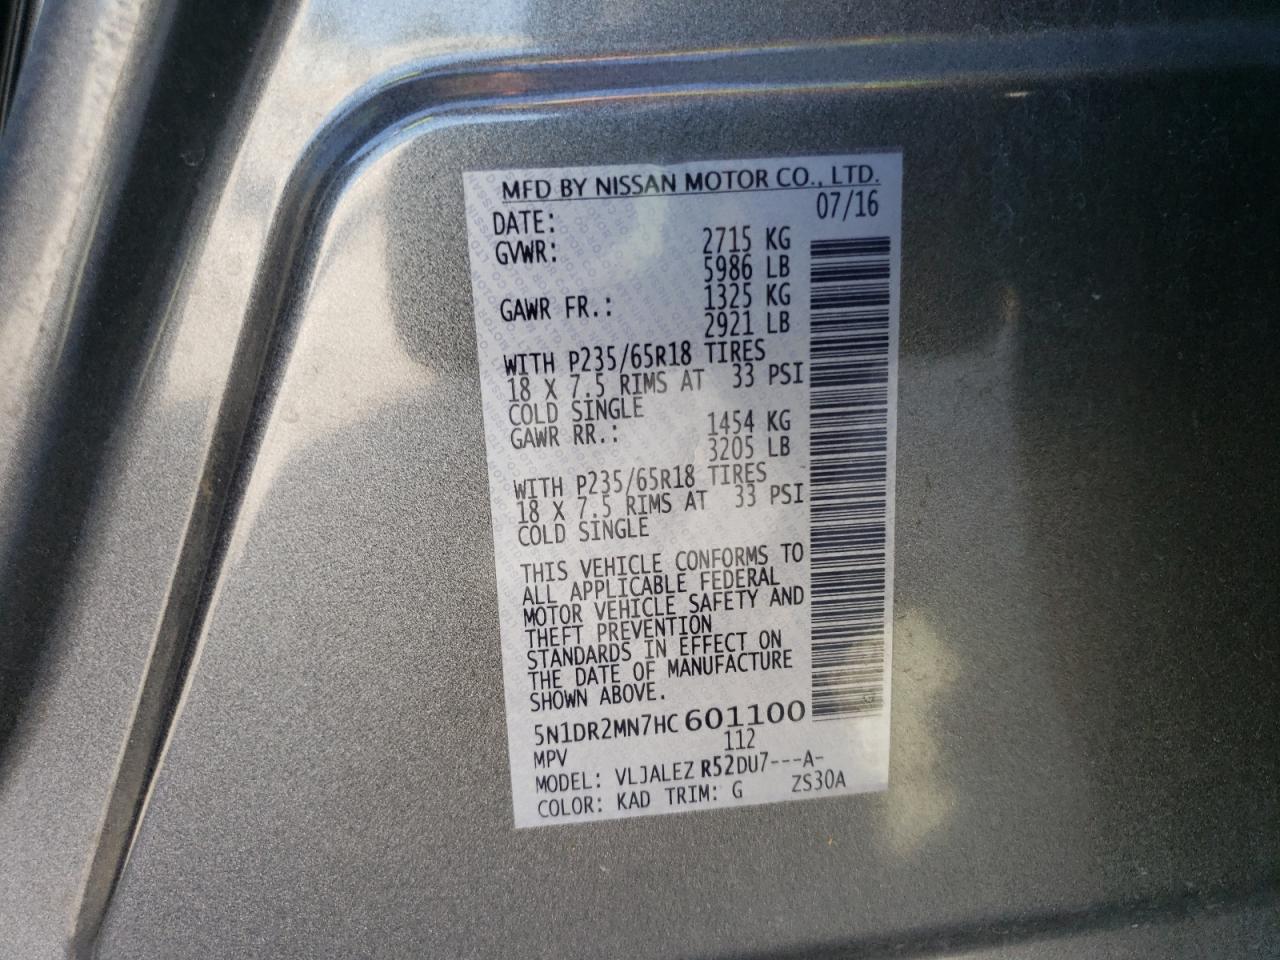 MFD BY NISSAN MOTOR CO., LTD.
DATE: 07/16
GVWR: 2715 KG
5986 LB
GAWR FR.: 1325 KG
2921 LB
WITH P235/65R18 TIRES
18 X 7.5 RIMS AT 33 PSI
COLD SINGLE
GAWR RR.: 1454 KG
3205 LB
WITH P235/65R18 TIRES
18 X 7.5 RIMS AT 33 PSI
COLD SINGLE
THIS VEHICLE CONFORMS TO
ALL APPLICABLE FEDERAL
MOTOR VEHICLE SAFETY AND
THEFT PREVENTION
STANDARDS IN EFFECT ON
THE DATE OF MANUFACTURE
SHOWN ABOVE.
5N1DR2MN7HC601100
MPV 112
MODEL: VLJALEZ R52DU7---A-
COLOR: KAD TRIM: G ZS30A